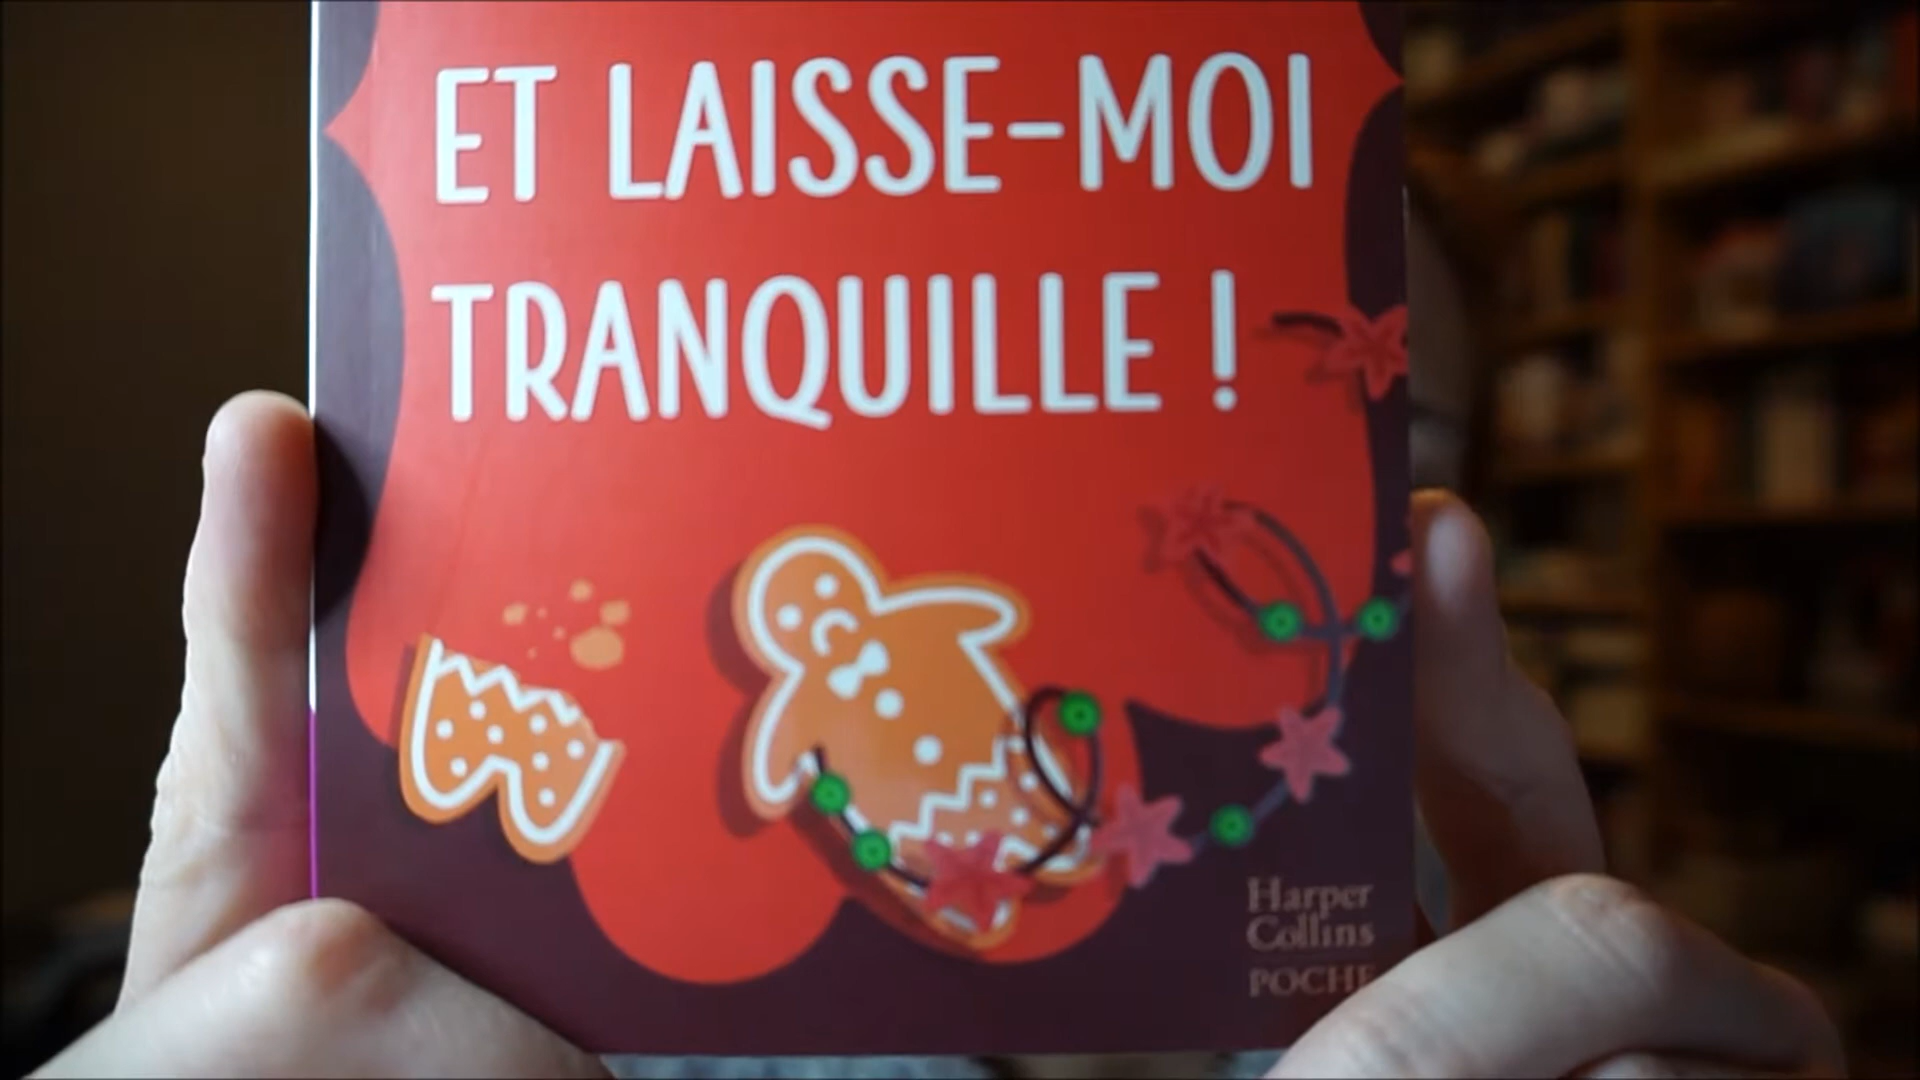 ET LAISSE-MOI
TRANQUILLE !
Harper
Collins
POCHE